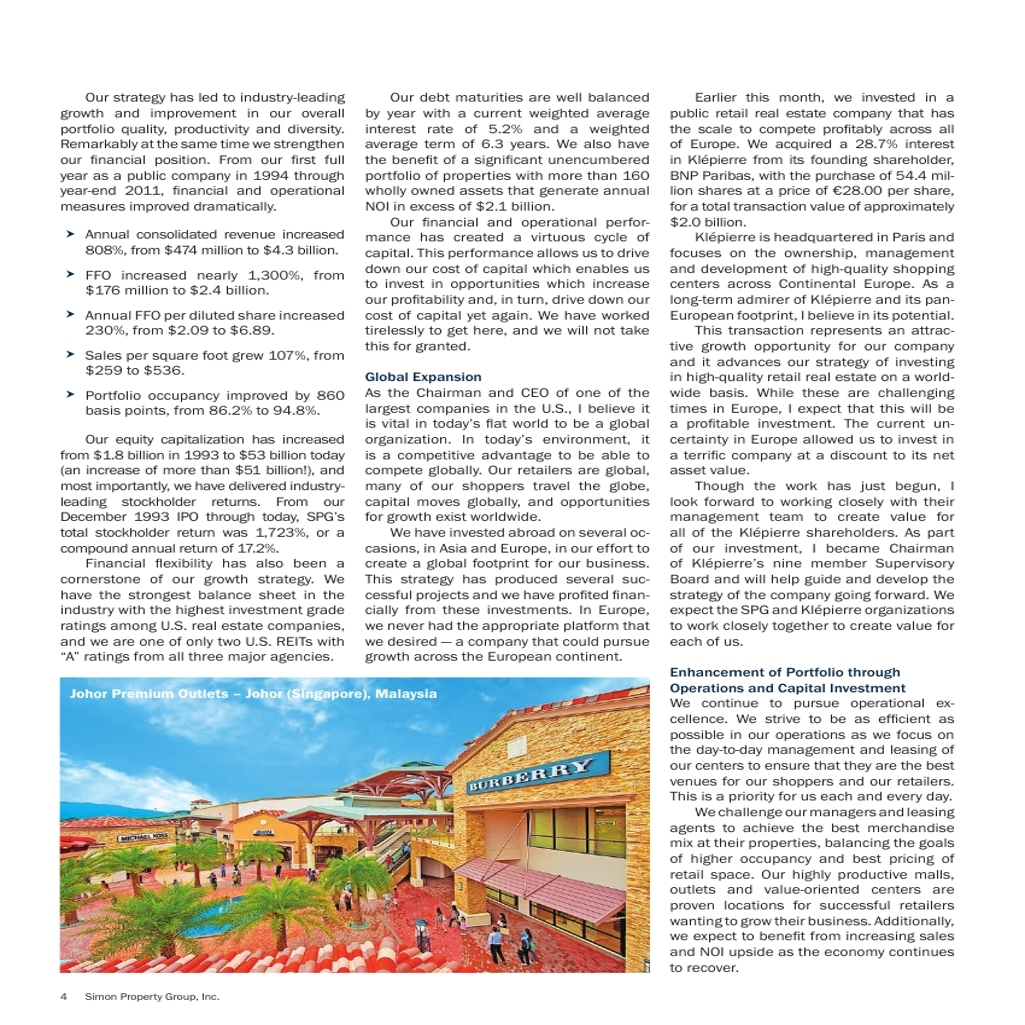 Our strategy has led to industry-leading
growth and improvement in our overall
portfolio quality, productivity and diversity.
Remarkably at the same time we strengthen
our financial position. From our first full
year as a public company in 1994 through
year-end 2011, financial and operational
measures improved dramatically.
➤ Annual consolidated revenue increased
808%, from $474 million to $4.3 billion.
➤ FFO increased nearly 1,300%, from
$176 million to $2.4 billion.
➤ Annual FFO per diluted share increased
230%, from $2.09 to $6.89.
➤ Sales per square foot grew 107%, from
$259 to $536.
➤ Portfolio occupancy improved by 860
basis points, from 86.2% to 94.8%.
Our equity capitalization has increased
from $1.8 billion in 1993 to $53 billion today
(an increase of more than $51 billion!), and
most importantly, we have delivered industry-
leading stockholder returns. From our
December 1993 IPO through today, SPG's
total stockholder return was 1,723%, or a
compound annual return of 17.2%.
Financial flexibility has also been a
cornerstone of our growth strategy. We
have the strongest balance sheet in the
industry with the highest investment grade
ratings among U.S. real estate companies,
and we are one of only two U.S. REITs with
"A" ratings from all three major agencies.
Our debt maturities are well balanced
by year with a current weighted average
interest rate of 5.2% and a weighted
average term of 6.3 years. We also have
the benefit of a significant unencumbered
portfolio of properties with more than 160
wholly owned assets that generate annual
NOI in excess of $2.1 billion.
Our financial and operational perfor-
mance has created a virtuous cycle of
capital. This performance allows us to drive
down our cost of capital which enables us
to invest in opportunities which increase
our profitability and, in turn, drive down our
cost of capital yet again. We have worked
tirelessly to get here, and we will not take
this for granted.
Global Expansion
As the Chairman and CEO of one of the
largest companies in the U.S., I believe it
is vital in today's flat world to be a global
organization. In today's environment, it
is a competitive advantage to be able to
compete globally. Our retailers are global,
many of our shoppers travel the globe,
capital moves globally, and opportunities
for growth exist worldwide.
We have invested abroad on several oc-
casions, in Asia and Europe, in our effort to
create a global footprint for our business.
This strategy has produced several suc-
cessful projects and we have profited finan-
cially from these investments. In Europe,
we never had the appropriate platform that
we desired — a company that could pursue
growth across the European continent.
Earlier this month, we invested in a
public retail real estate company that has
the scale to compete profitably across all
of Europe. We acquired a 28.7% interest
in Klépierre from its founding shareholder,
BNP Paribas, with the purchase of 54.4 mil-
lion shares at a price of €28.00 per share,
for a total transaction value of approximately
$2.0 billion.
Klépierre is headquartered in Paris and
focuses on the ownership, management
and development of high-quality shopping
centers across Continental Europe. As a
long-term admirer of Klépierre and its pan-
European footprint, I believe in its potential.
This transaction represents an attrac-
tive growth opportunity for our company
and it advances our strategy of investing
in high-quality retail real estate on a world-
wide basis. While these are challenging
times in Europe, I expect that this will be
a profitable investment. The current un-
certainty in Europe allowed us to invest in
a terrific company at a discount to its net
asset value.
Though the work has just begun, I
look forward to working closely with their
management team to create value for
all of the Klépierre shareholders. As part
of our investment, I became Chairman
of Klépierre's nine member Supervisory
Board and will help guide and develop the
strategy of the company going forward. We
expect the SPG and Klépierre organizations
to work closely together to create value for
each of us.
Enhancement of Portfolio through
Operations and Capital Investment
We continue to pursue operational ex-
cellence. We strive to be as efficient as
possible in our operations as we focus on
the day-to-day management and leasing of
our centers to ensure that they are the best
venues for our shoppers and our retailers.
This is a priority for us each and every day.
We challenge our managers and leasing
agents to achieve the best merchandise
mix at their properties, balancing the goals
of higher occupancy and best pricing of
retail space. Our highly productive malls,
outlets and value-oriented centers are
proven locations for successful retailers
wanting to grow their business. Additionally,
we expect to benefit from increasing sales
and NOI upside as the economy continues
to recover.
Johor Premium Outlets – Johor (Singapore), Malaysia
BURBERRY
MICHAEL KORS
4 Simon Property Group, Inc.